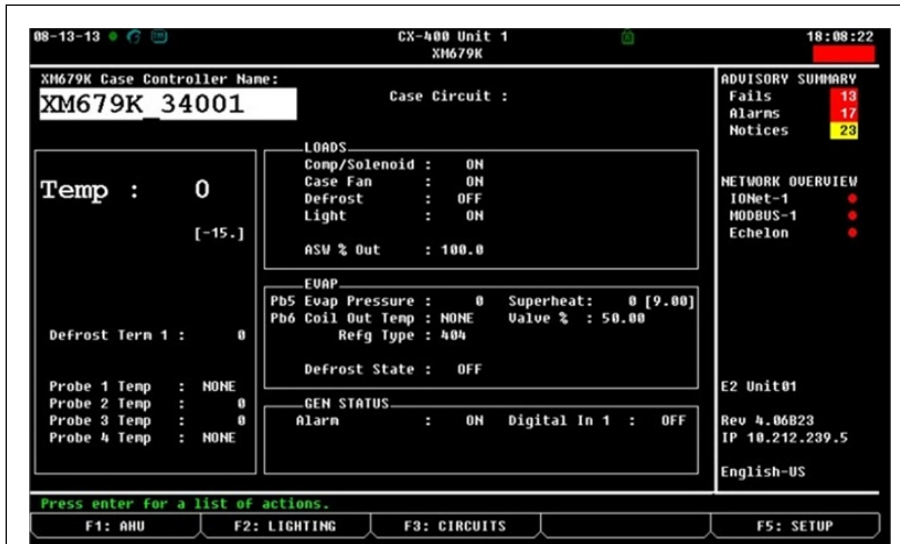 08-13-13 CX-400 Unit 1 18:08:22
XM679K
XM679K Case Controller Name:
XM679K_34001
Case Circuit :
ADVISORY SUMMARY
Fails 13
Alarms 17
Notices 23
NETWORK OVERVIEW
IONet-1
MODBUS-1
Echelon
Temp : 0
[-15.]
Defrost Term 1 : 0
Probe 1 Temp : NONE
Probe 2 Temp : 0
Probe 3 Temp : 0
Probe 4 Temp : NONE
LOADS
Comp/Solenoid : ON
Case Fan : ON
Defrost : OFF
Light : ON
ASW % Out : 100.0
EVAP
Pb5 Evap Pressure : 0 Superheat: 0 [9.00]
Pb6 Coil Out Temp : NONE Valve % : 50.00
Refg Type : 404
Defrost State : OFF
GEN STATUS
Alarm : ON Digital In 1 : OFF
E2 Unit01
Rev 4.06B23
IP 10.212.239.5
English-US
Press enter for a list of actions.
F1: AHU F2: LIGHTING F3: CIRCUITS F5: SETUP